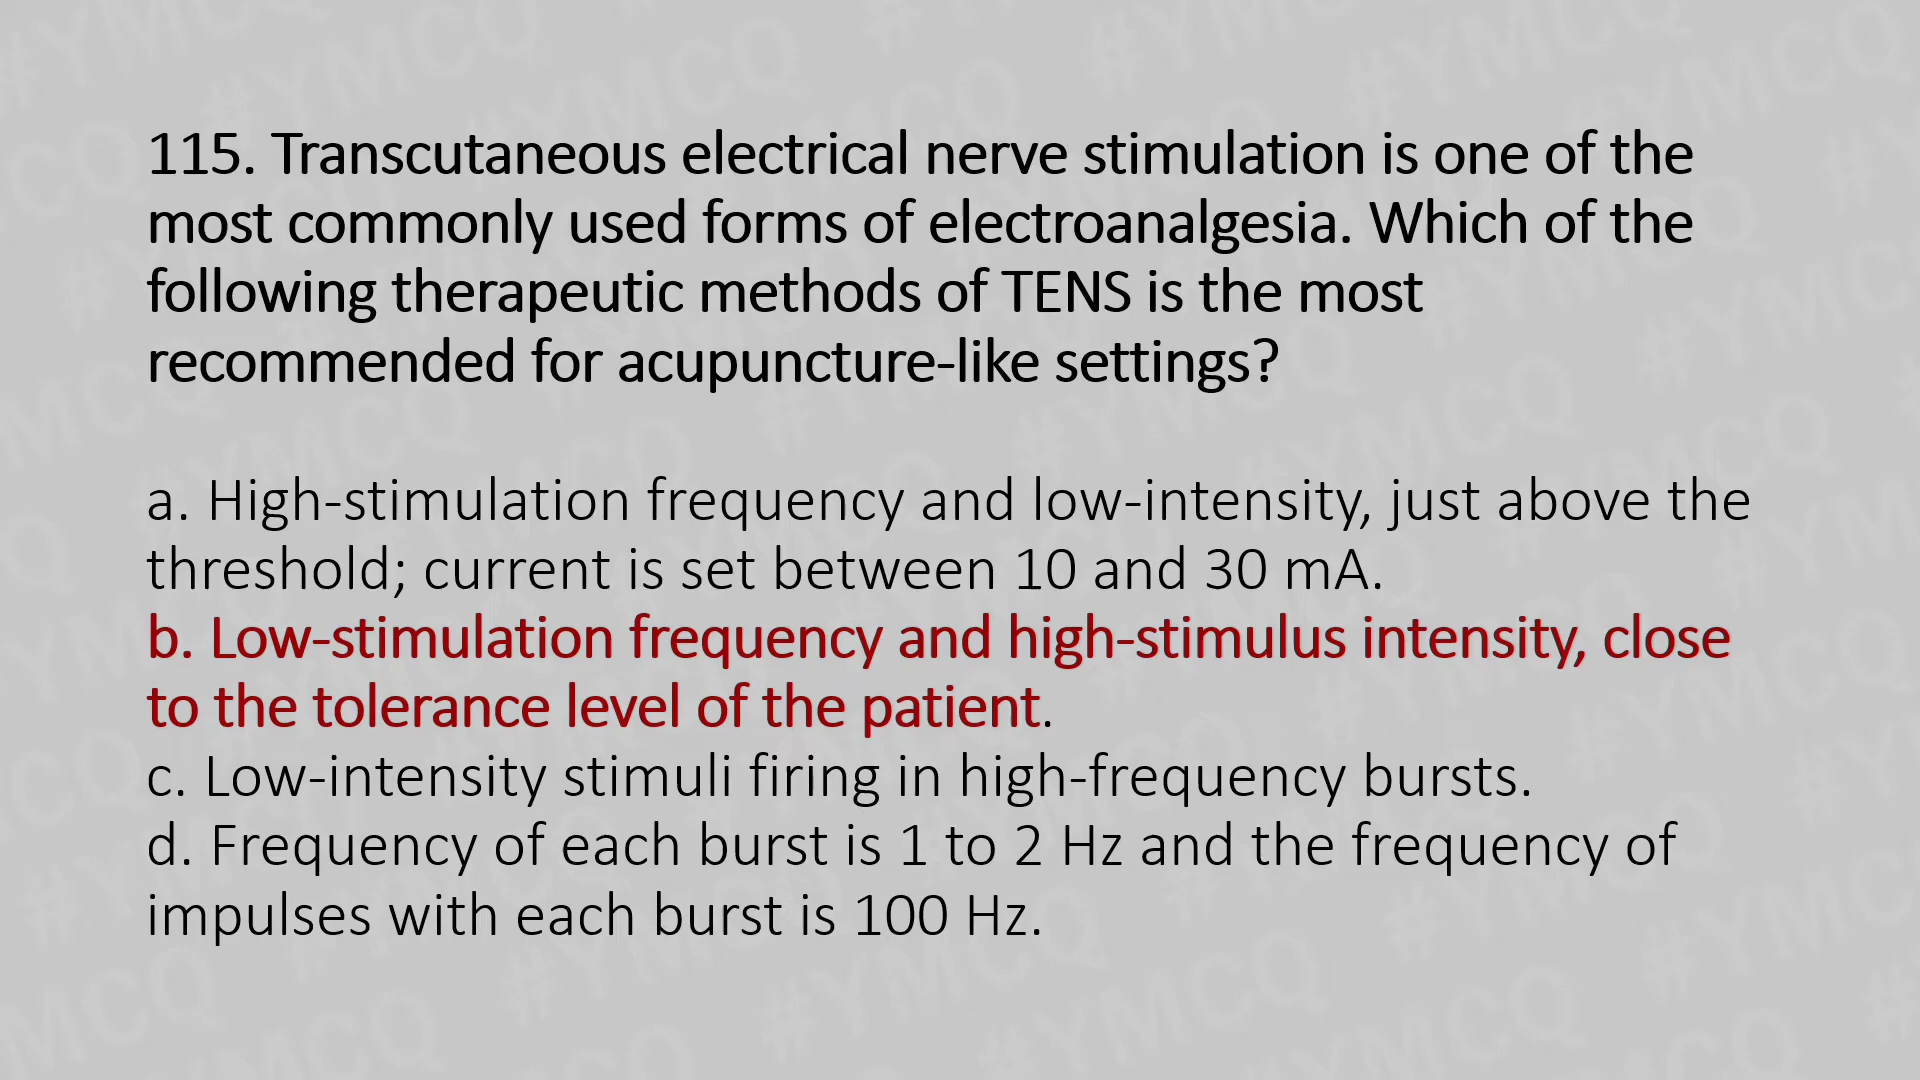 115. Transcutaneous electrical nerve stimulation is one of the
most commonly used forms of electroanalgesia. Which of the
following therapeutic methods of TENS is the most
recommended for acupuncture-like settings?
a. High-stimulation frequency and low-intensity, just above the
threshold; current is set between 10 and 30 mA.
b. Low-stimulation frequency and high-stimulus intensity, close
to the tolerance level of the patient.
c. Low-intensity stimuli firing in high-frequency bursts.
d. Frequency of each burst is 1 to 2 Hz and the frequency of
impulses with each burst is 100 Hz.
#YMCQ